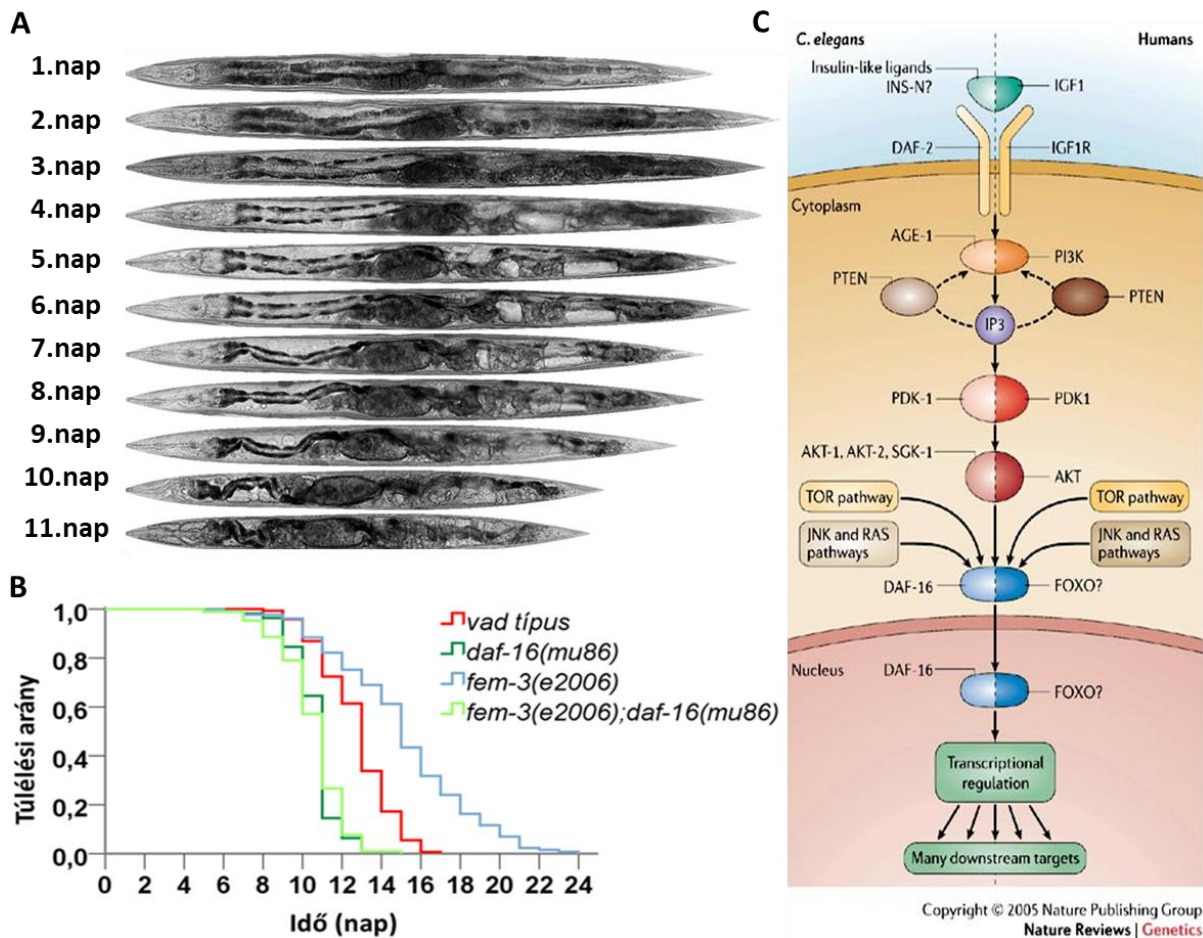 A
1.nap
2.nap
3.nap
4.nap
5.nap
6.nap
7.nap
8.nap
9.nap
10.nap
11.nap
B
1,0
0,8
0,6
0,4
0,2
0,0
Túlélési arány
vad típus
daf-16(mu86)
fem-3(e2006)
fem-3(e2006);daf-16(mu86)
0 2 4 6 8 10 12 14 16 18 20 22 24
Idő (nap)
C
C. elegans
Humans
Insulin-like ligands
INS-N?
IGF1
DAF-2
IGF1R
Cytoplasm
AGE-1
PI3K
PTEN
PTEN
IP3
PDK-1
PDK1
AKT-1, AKT-2, SGK-1
AKT
TOR pathway
TOR pathway
JNK and RAS
pathways
JNK and RAS
pathways
DAF-16
FOXO?
Nucleus
DAF-16
FOXO?
Transcriptional
regulation
Many downstream targets
Copyright © 2005 Nature Publishing Group
Nature Reviews | Genetics